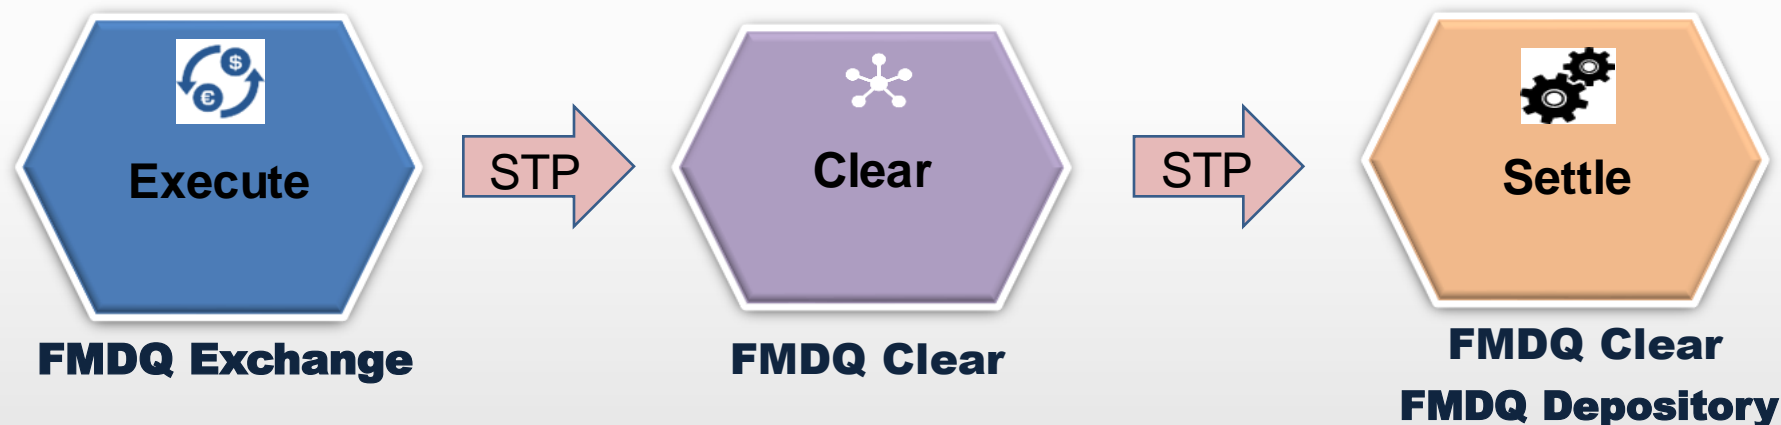 Execute
STP
Clear
STP
Settle
FMDQ Exchange
FMDQ Clear
FMDQ Clear
FMDQ Depository